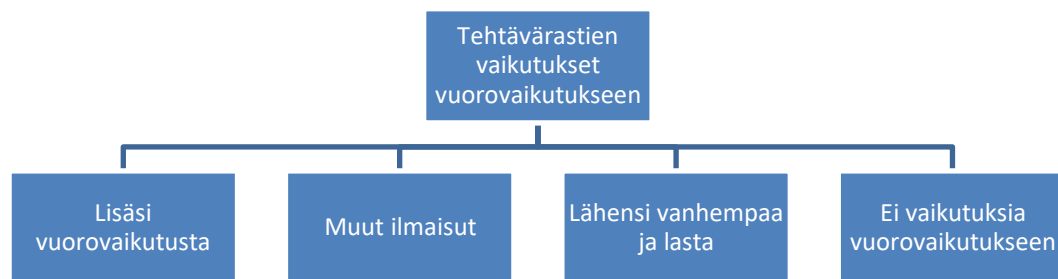 Tehtävärastien
vaikutukset
vuorovaikutukseen
Lisäsi
vuorovaikutusta
Muut ilmaisut
Lähensi vanhempaa
ja lasta
Ei vaikutuksia
vuorovaikutukseen